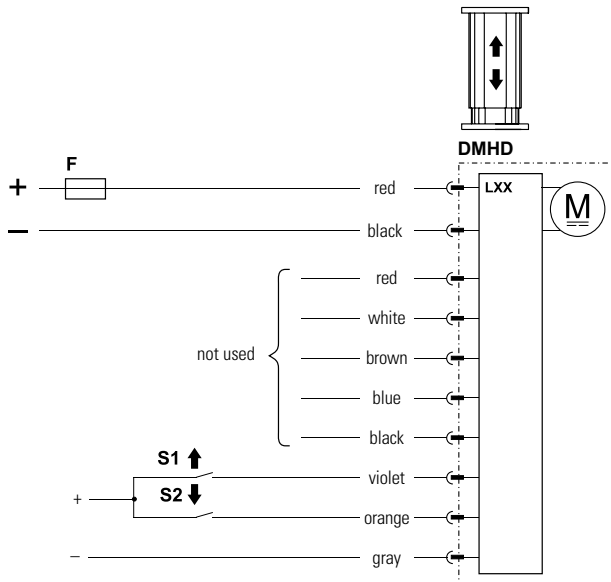 DMHD
F
+ red LXX
M
− black
red
white
not used brown
blue
black
S1 violet
+ S2
orange
− gray